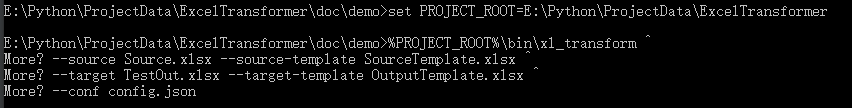 E:\Python\ProjectData\ExcelTransformer\doc\demo>set PROJECT_ROOT=E:\Python\ProjectData\ExcelTransformer
E:\Python\ProjectData\ExcelTransformer\doc\demo>%PROJECT_ROOT%\bin\xl_transform ^
More? --source Source.xlsx --source-template SourceTemplate.xlsx ^
More? --target TestOut.xlsx --target-template OutputTemplate.xlsx ^
More? --conf config.json